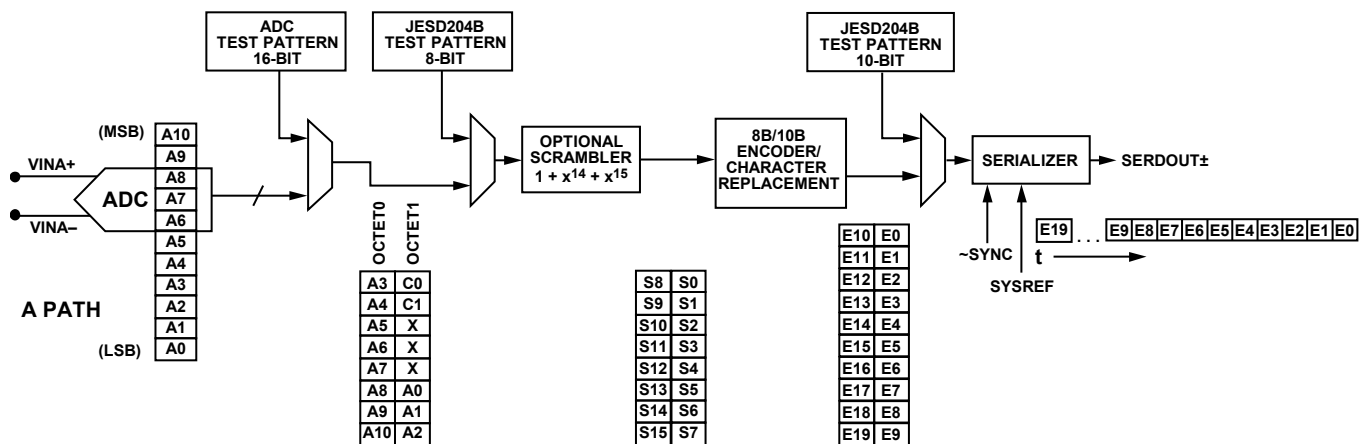 ADC
TEST PATTERN
16-BIT
JESD204B
TEST PATTERN
8-BIT
JESD204B
TEST PATTERN
10-BIT
(MSB)
A10
A9
A8
A7
A6
A5
A4
A3
A2
A1
A0
(LSB)
VINA+
ADC
VINA–
A PATH
OCTET0
OCTET1
A3 C0
A4 C1
A5 X
A6 X
A7 X
A8 A0
A9 A1
A10 A2
OPTIONAL
SCRAMBLER
1 + x¹⁴ + x¹⁵
S8 S0
S9 S1
S10 S2
S11 S3
S12 S4
S13 S5
S14 S6
S15 S7
8B/10B
ENCODER/
CHARACTER
REPLACEMENT
E10 E0
E11 E1
E12 E2
E13 E3
E14 E4
E15 E5
E16 E6
E17 E7
E18 E8
E19 E9
SERIALIZER
SERDOUT±
~SYNC
SYSREF
E19 . . . E9 E8 E7 E6 E5 E4 E3 E2 E1 E0
t